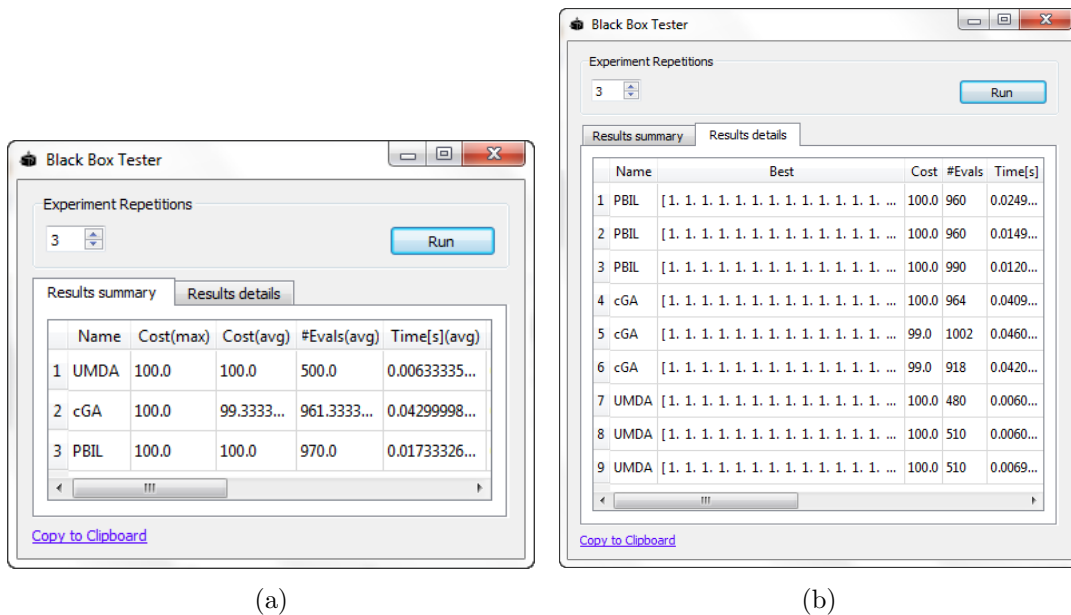 Black Box Tester
Experiment Repetitions
3
Run
Results summary Results details
Name Cost(max) Cost(avg) #Evals(avg) Time[s](avg)
1 UMDA 100.0 100.0 500.0 0.00633335...
2 cGA 100.0 99.3333... 961.3333... 0.04299998...
3 PBIL 100.0 100.0 970.0 0.01733326...
Copy to Clipboard
(a)
Black Box Tester
Experiment Repetitions
3
Run
Results summary Results details
Name Best Cost #Evals Time[s]
1 PBIL [ 1. 1. 1. 1. 1. 1. 1. 1. 1. 1. 1. 1. 1. ... 100.0 960 0.0249...
2 PBIL [ 1. 1. 1. 1. 1. 1. 1. 1. 1. 1. 1. 1. 1. ... 100.0 960 0.0149...
3 PBIL [ 1. 1. 1. 1. 1. 1. 1. 1. 1. 1. 1. 1. 1. ... 100.0 990 0.0120...
4 cGA [ 1. 1. 1. 1. 1. 1. 1. 1. 1. 1. 1. 1. 1. ... 100.0 964 0.0409...
5 cGA [ 1. 1. 1. 1. 1. 1. 1. 1. 1. 1. 1. 1. 1. ... 99.0 1002 0.0460...
6 cGA [ 1. 1. 1. 1. 1. 1. 1. 1. 1. 1. 1. 1. 1. ... 99.0 918 0.0420...
7 UMDA [ 1. 1. 1. 1. 1. 1. 1. 1. 1. 1. 1. 1. 1. ... 100.0 480 0.0060...
8 UMDA [ 1. 1. 1. 1. 1. 1. 1. 1. 1. 1. 1. 1. 1. ... 100.0 510 0.0060...
9 UMDA [ 1. 1. 1. 1. 1. 1. 1. 1. 1. 1. 1. 1. 1. ... 100.0 510 0.0069...
Copy to Clipboard
(b)